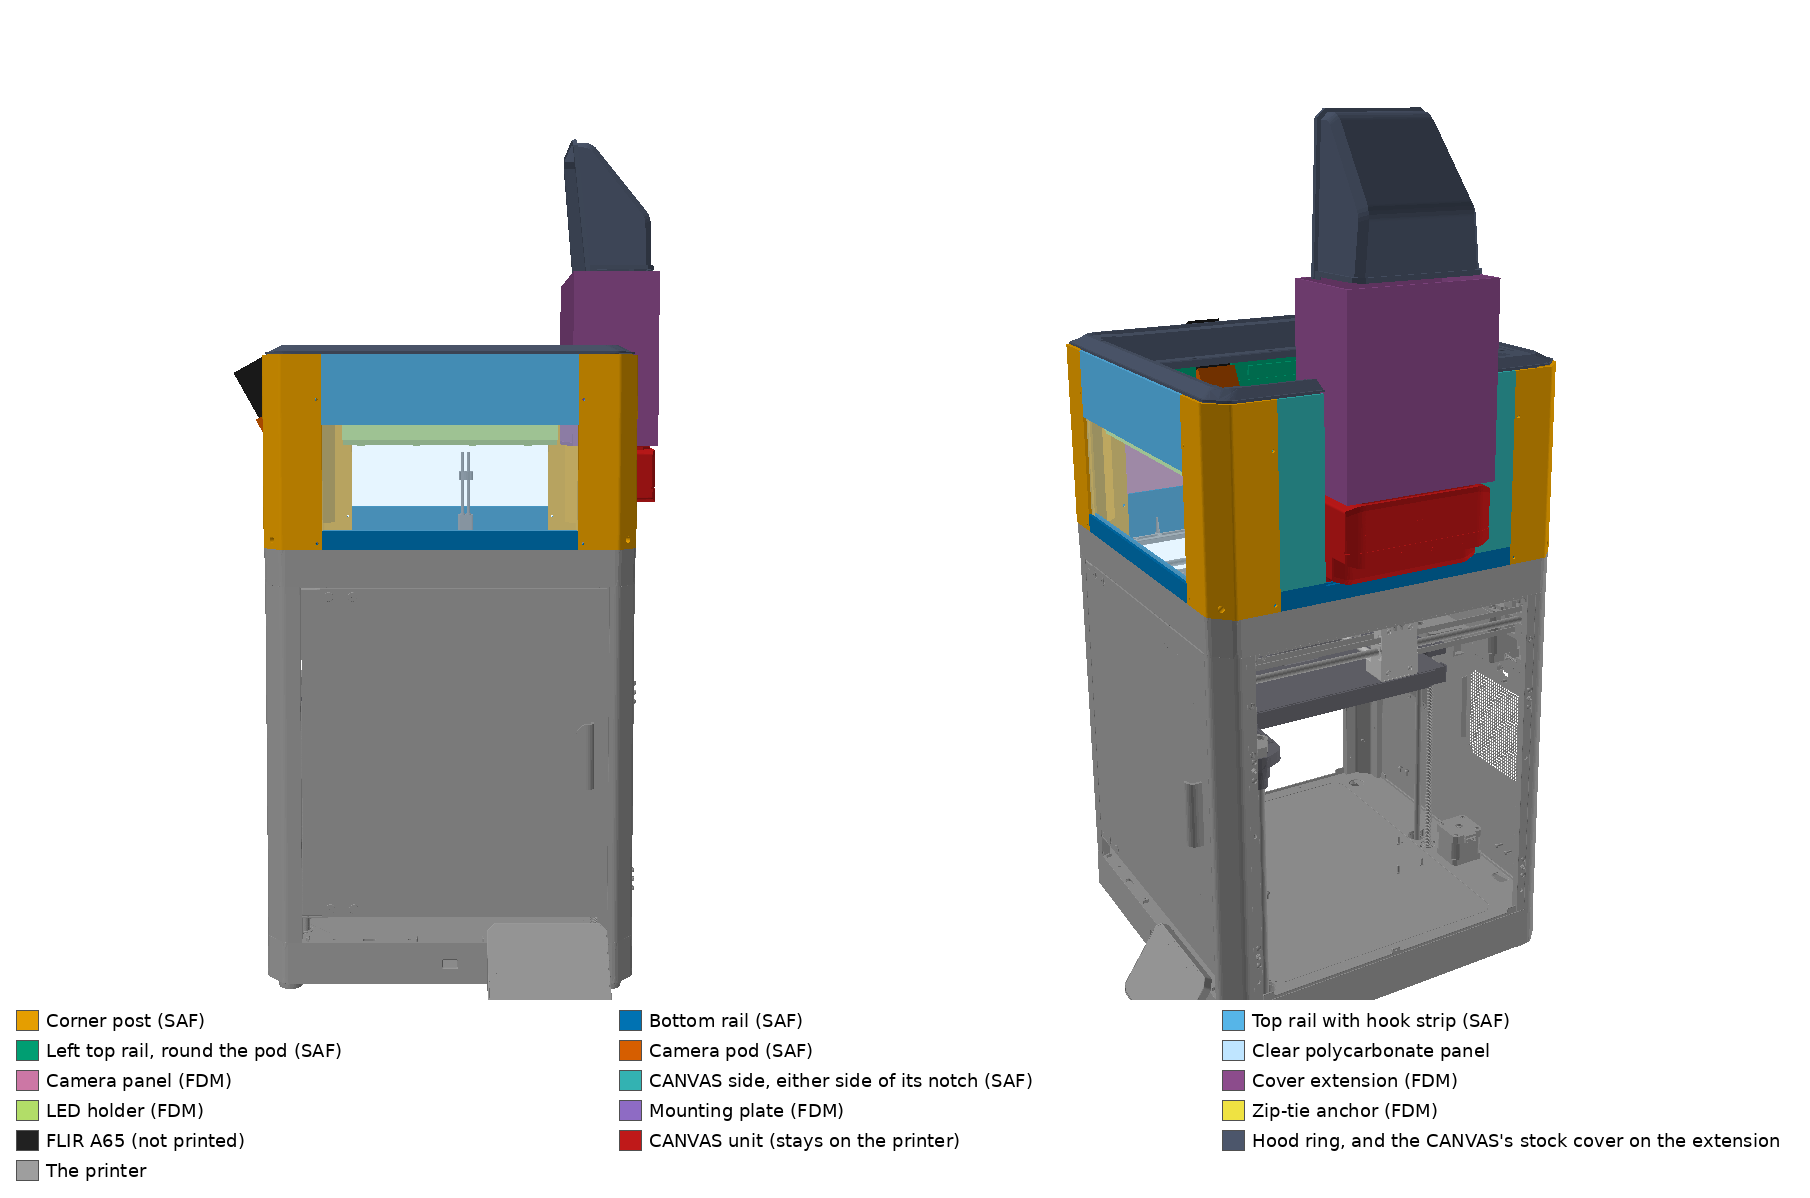 Corner post (SAF)
Bottom rail (SAF)
Top rail with hook strip (SAF)
Left top rail, round the pod (SAF)
Camera pod (SAF)
Clear polycarbonate panel
Camera panel (FDM)
CANVAS side, either side of its notch (SAF)
Cover extension (FDM)
LED holder (FDM)
Mounting plate (FDM)
Zip-tie anchor (FDM)
FLIR A65 (not printed)
CANVAS unit (stays on the printer)
Hood ring, and the CANVAS's stock cover on the extension
The printer